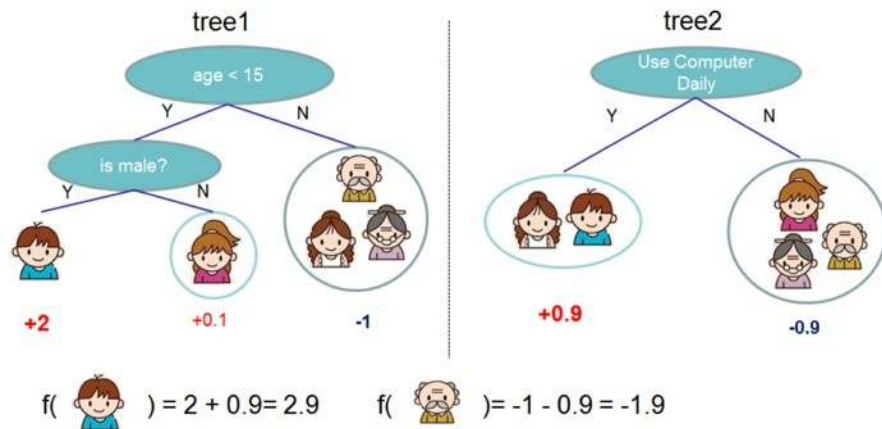 tree1
age < 15
Y
N
is male?
Y
N
+2
+0.1
-1
tree2
Use Computer
Daily
Y
N
+0.9
-0.9
f( ) = 2 + 0.9= 2.9
f( )= -1 - 0.9 = -1.9